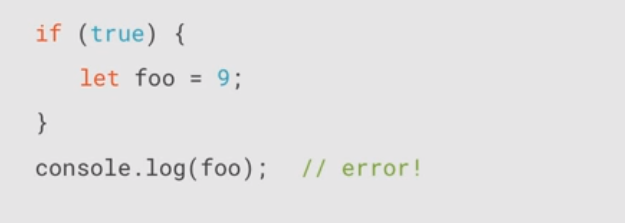 if (true) {
let foo = 9;
}
console.log(foo); // error!